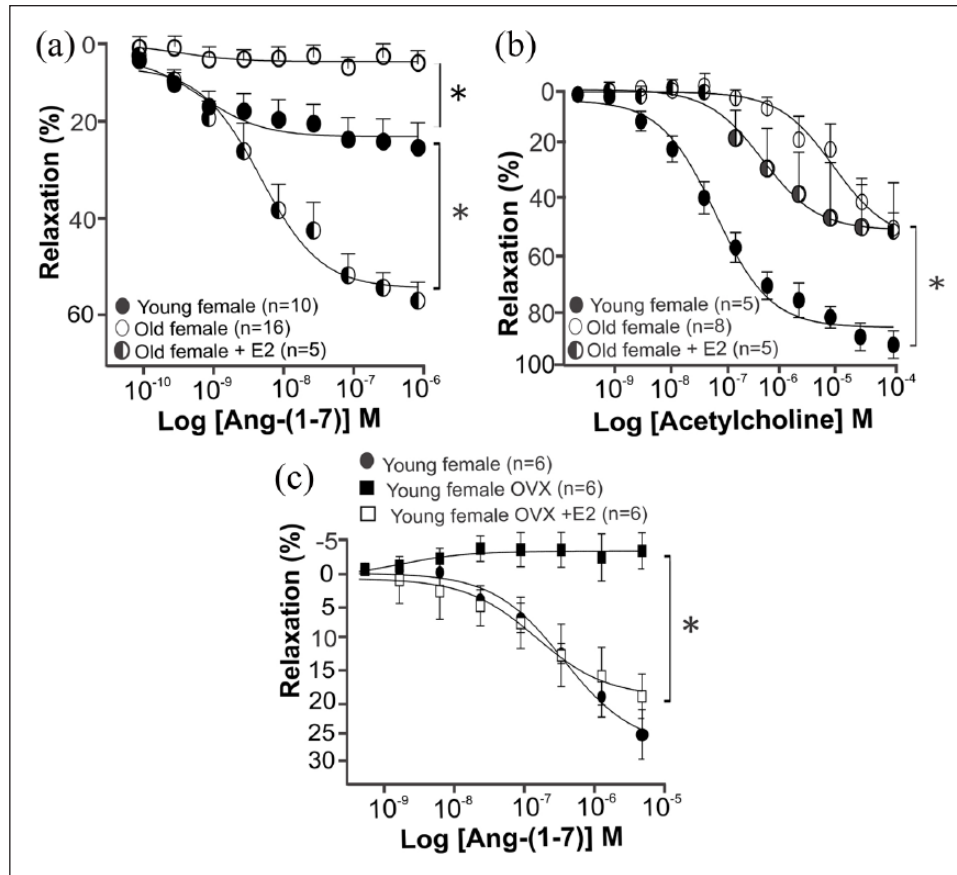 (a)
0
20
40
60
Relaxation (%)
*
*
Young female (n=10)
Old female (n=16)
Old female + E2 (n=5)
10-10 10-9 10-8 10-7 10-6
Log [Ang-(1-7)] M
(b)
0
20
40
60
80
100
Relaxation (%)
*
Young female (n=5)
Old female (n=8)
Old female + E2 (n=5)
10-9 10-8 10-7 10-6 10-5 10-4
Log [Acetylcholine] M
(c)
Young female (n=6)
Young female OVX (n=6)
Young female OVX +E2 (n=6)
-5
0
5
10
15
20
25
30
Relaxation (%)
*
10-9 10-8 10-7 10-6 10-5
Log [Ang-(1-7)] M